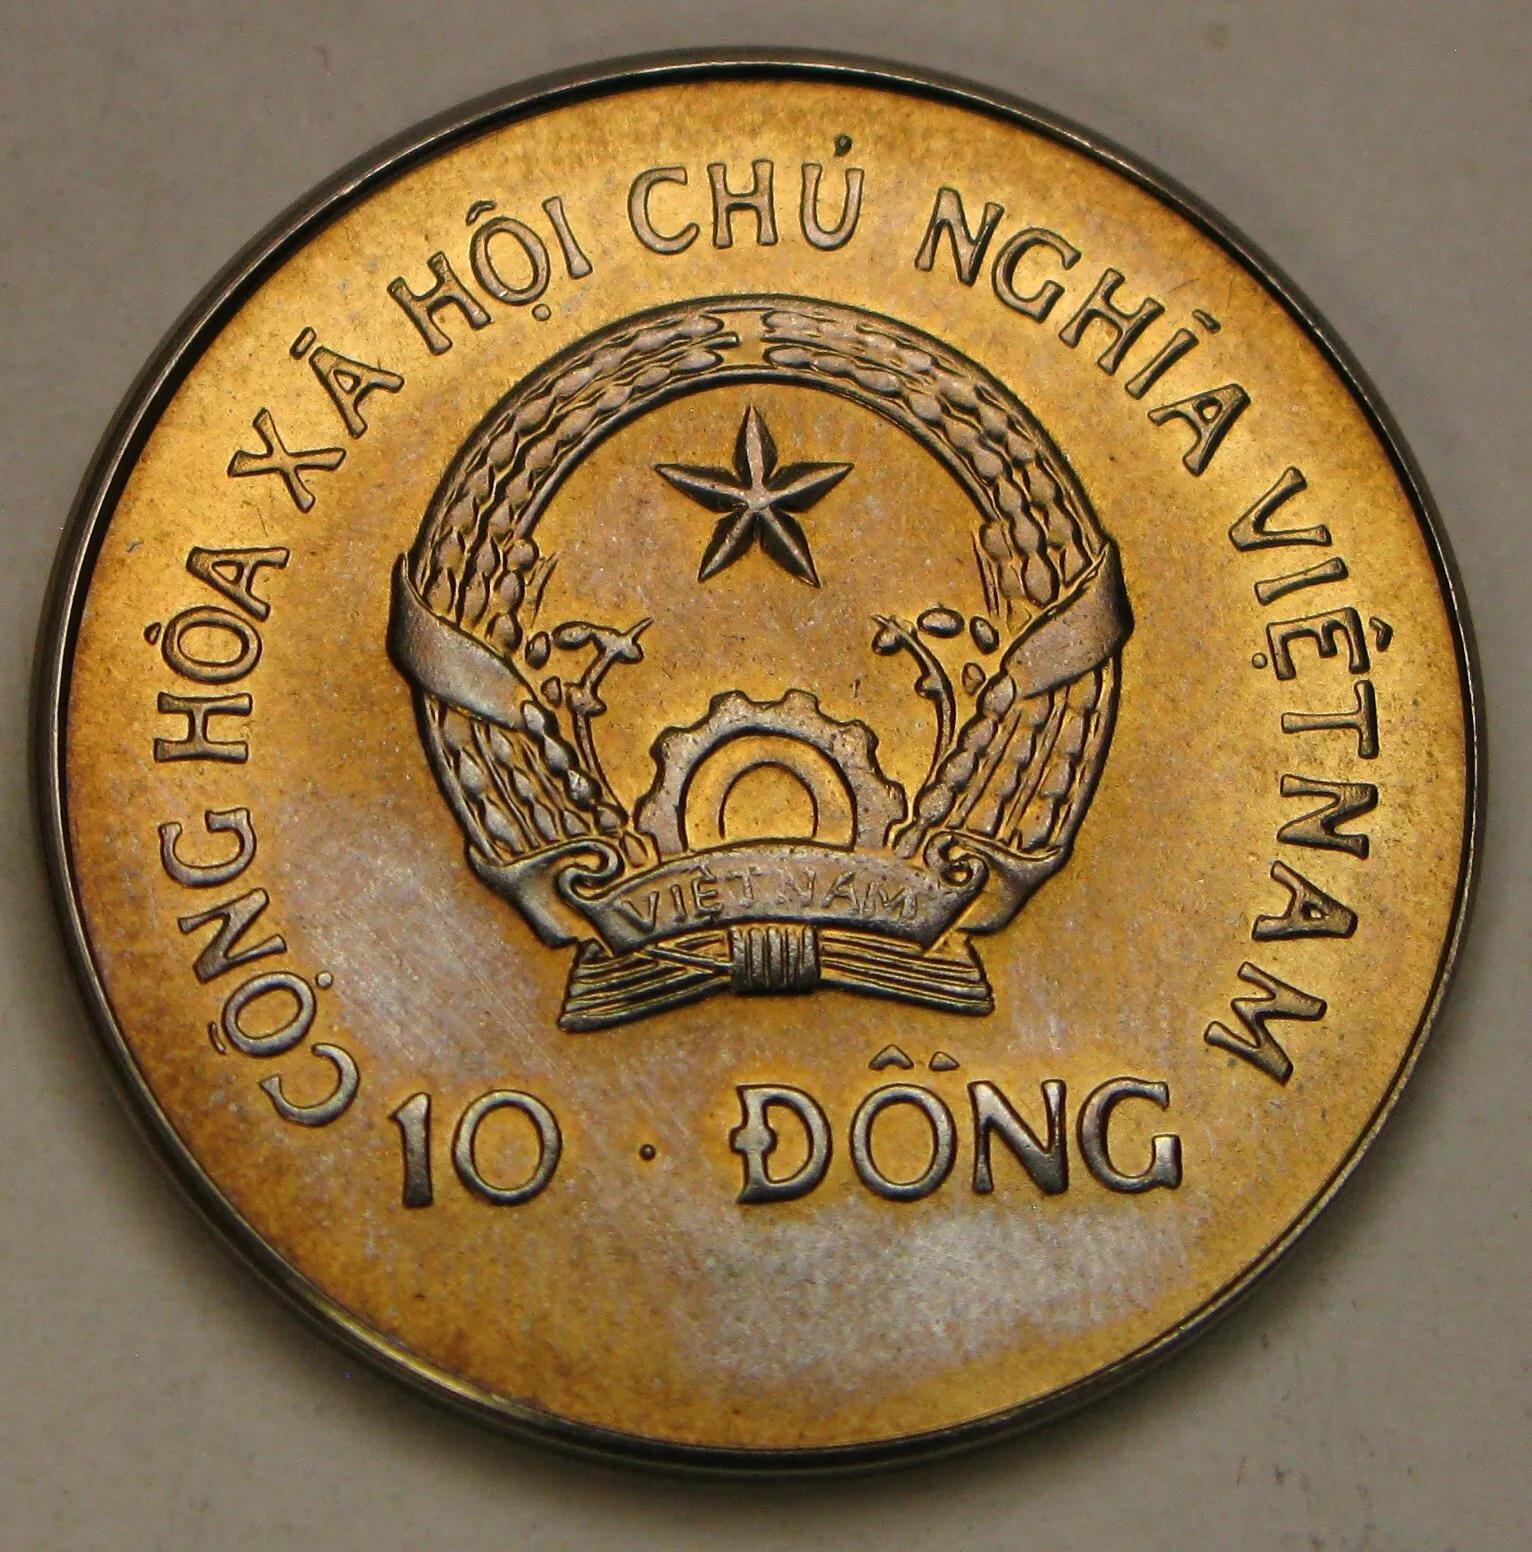 CỘNG HÒA XÃ HỘI CHỦ NGHĨA VIỆT NAM
VIỆT NAM
10 · ĐỒNG